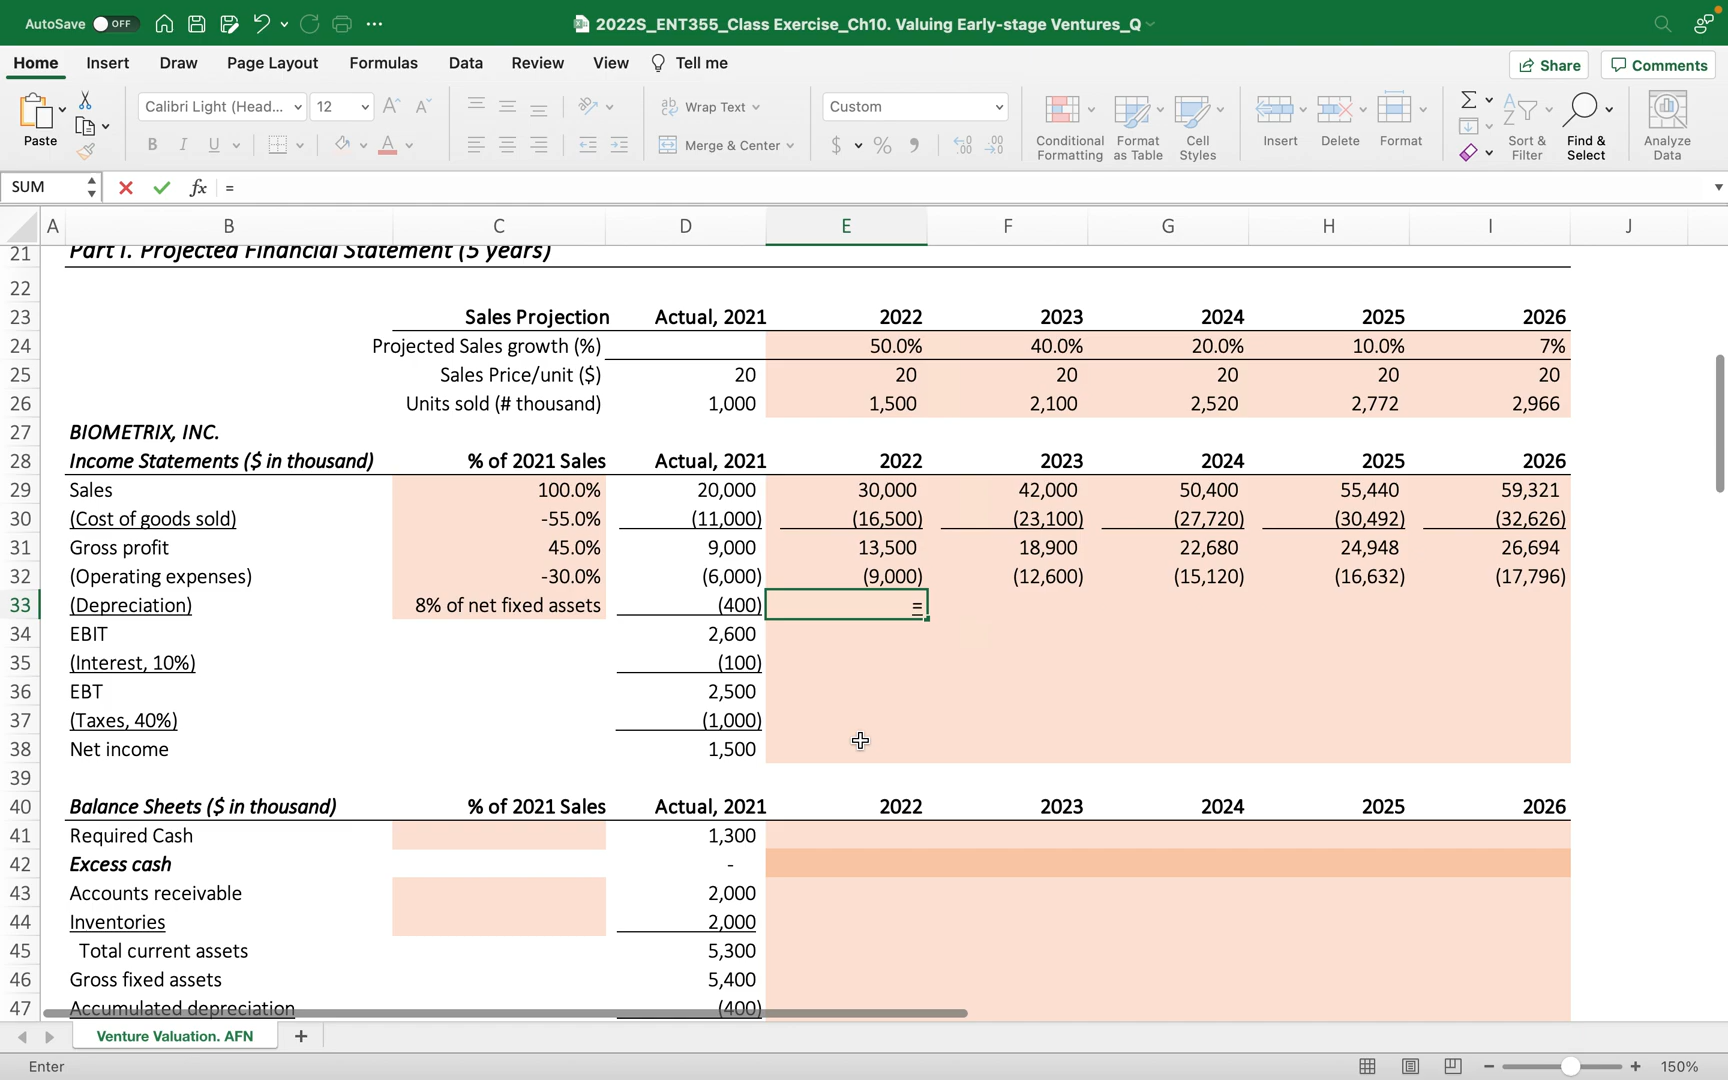 AutoSave OFF 2022S_ENT355_Class Exercise_Ch10. Valuing Early-stage Ventures_Q
Home Insert Draw Page Layout Formulas Data Review View Tell me Share Comments
Paste Calibri Light (Head... 12 Wrap Text Custom
B I U A Merge & Center $ % Conditional Formatting Format as Table Cell Styles Insert Delete Format Sort & Filter Find & Select Analyze Data
SUM fx =
A B C D E F G H I J
21 Part I. Projected Financial Statement (5 years)
22
23 Sales Projection Actual, 2021 2022 2023 2024 2025 2026
24 Projected Sales growth (%) 50.0% 40.0% 20.0% 10.0% 7%
25 Sales Price/unit ($) 20 20 20 20 20 20
26 Units sold (# thousand) 1,000 1,500 2,100 2,520 2,772 2,966
27 BIOMETRIX, INC.
28 Income Statements ($ in thousand) % of 2021 Sales Actual, 2021 2022 2023 2024 2025 2026
29 Sales 100.0% 20,000 30,000 42,000 50,400 55,440 59,321
30 (Cost of goods sold) -55.0% (11,000) (16,500) (23,100) (27,720) (30,492) (32,626)
31 Gross profit 45.0% 9,000 13,500 18,900 22,680 24,948 26,694
32 (Operating expenses) -30.0% (6,000) (9,000) (12,600) (15,120) (16,632) (17,796)
33 (Depreciation) 8% of net fixed assets (400) =
34 EBIT 2,600
35 (Interest, 10%) (100)
36 EBT 2,500
37 (Taxes, 40%) (1,000)
38 Net income 1,500
39
40 Balance Sheets ($ in thousand) % of 2021 Sales Actual, 2021 2022 2023 2024 2025 2026
41 Required Cash 1,300
42 Excess cash -
43 Accounts receivable 2,000
44 Inventories 2,000
45 Total current assets 5,300
46 Gross fixed assets 5,400
47 Accumulated depreciation (400)
Venture Valuation. AFN +
Enter 150%